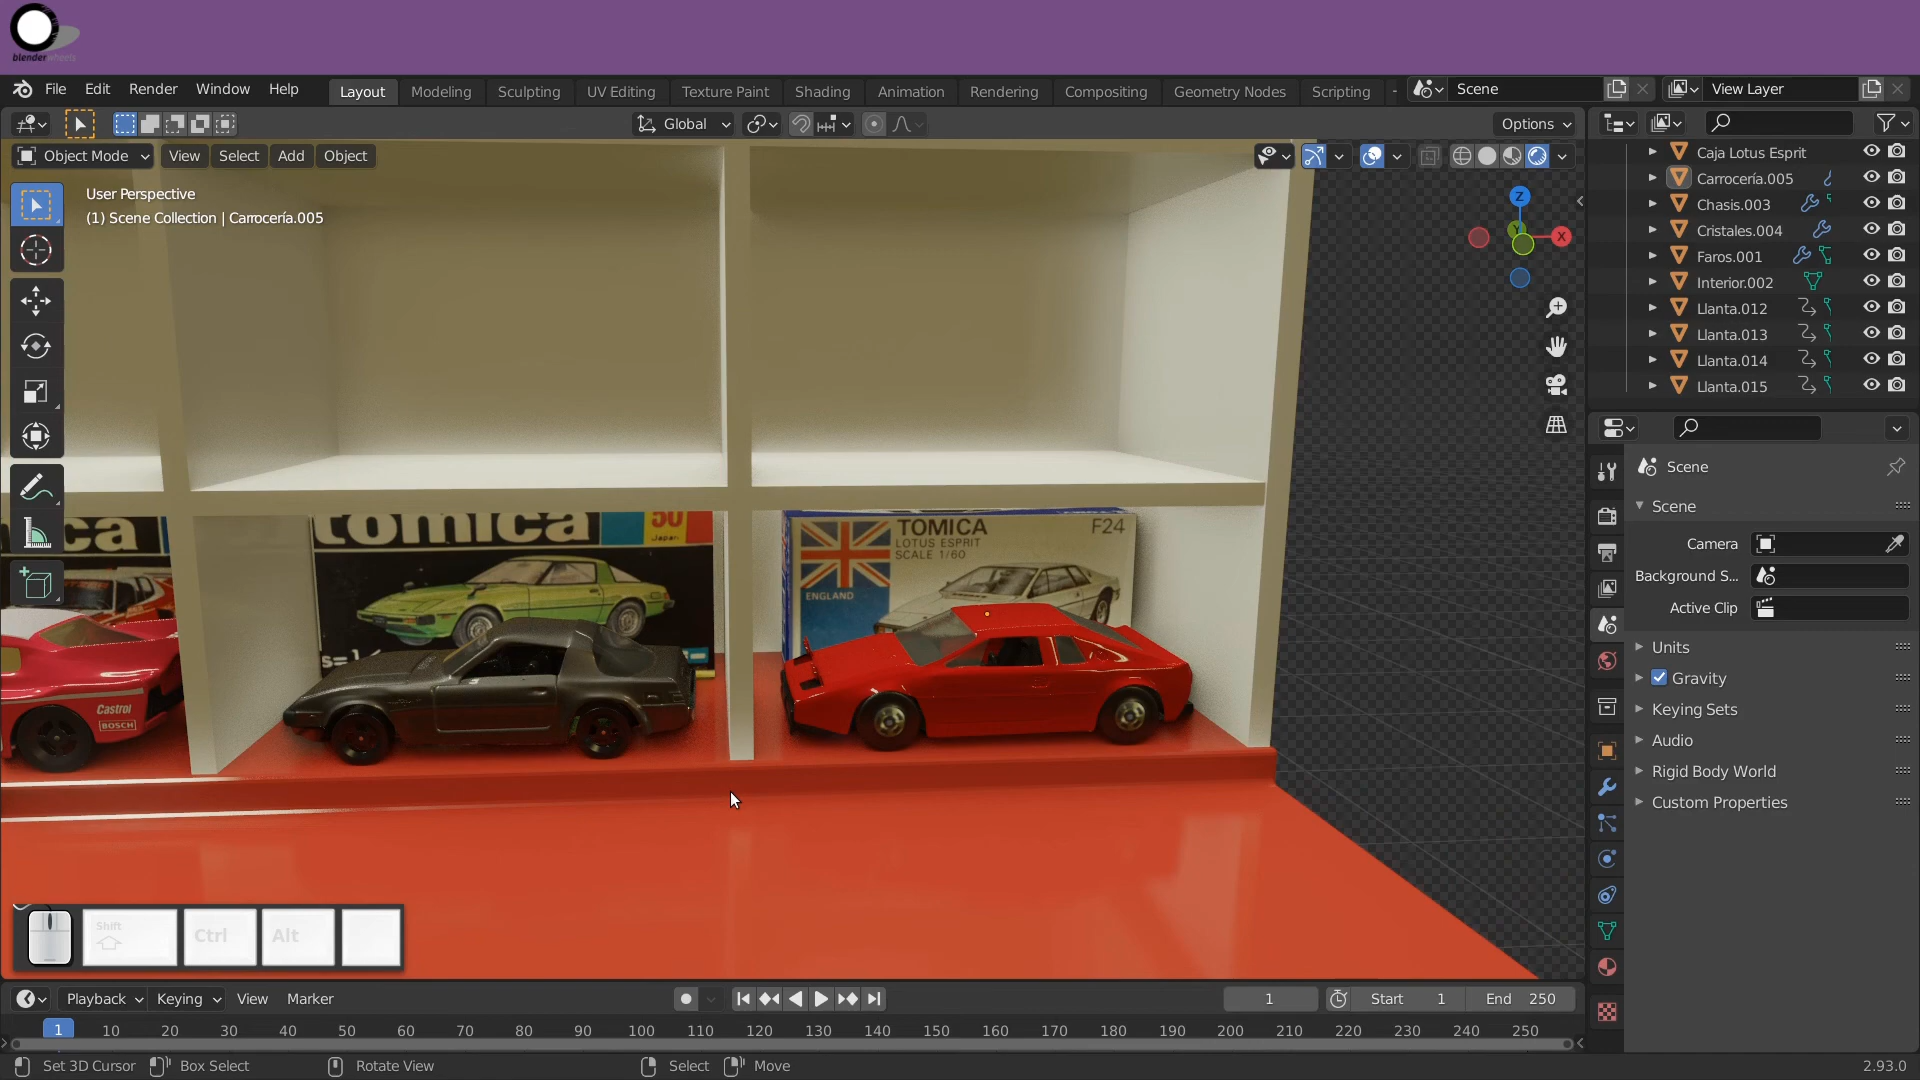 blenderwheels
File Edit Render Window Help
Layout Modeling Sculpting UV Editing Texture Paint Shading Animation Rendering Compositing Geometry Nodes Scripting
Scene
View Layer
Global
Options
Object Mode View Select Add Object
User Perspective
(1) Scene Collection | Carrocería.005
Z
Y
X
Caja Lotus Esprit
Carrocería.005
Chasis.003
Cristales.004
Faros.001
Interior.002
Llanta.012
Llanta.013
Llanta.014
Llanta.015
Scene
Scene
Camera
Background S...
Active Clip
Units
Gravity
Keying Sets
Audio
Rigid Body World
Custom Properties
tomica
50
Japan
s=1/
TOMICA F24
LOTUS ESPRIT
SCALE 1/60
ENGLAND
Castrol
BOSCH
Shift
Ctrl
Alt
Playback Keying View Marker
1
Start 1
End 250
1 10 20 30 40 50 60 70 80 90 100 110 120 130 140 150 160 170 180 190 200 210 220 230 240 250
Set 3D Cursor Box Select Rotate View Select Move
2.93.0